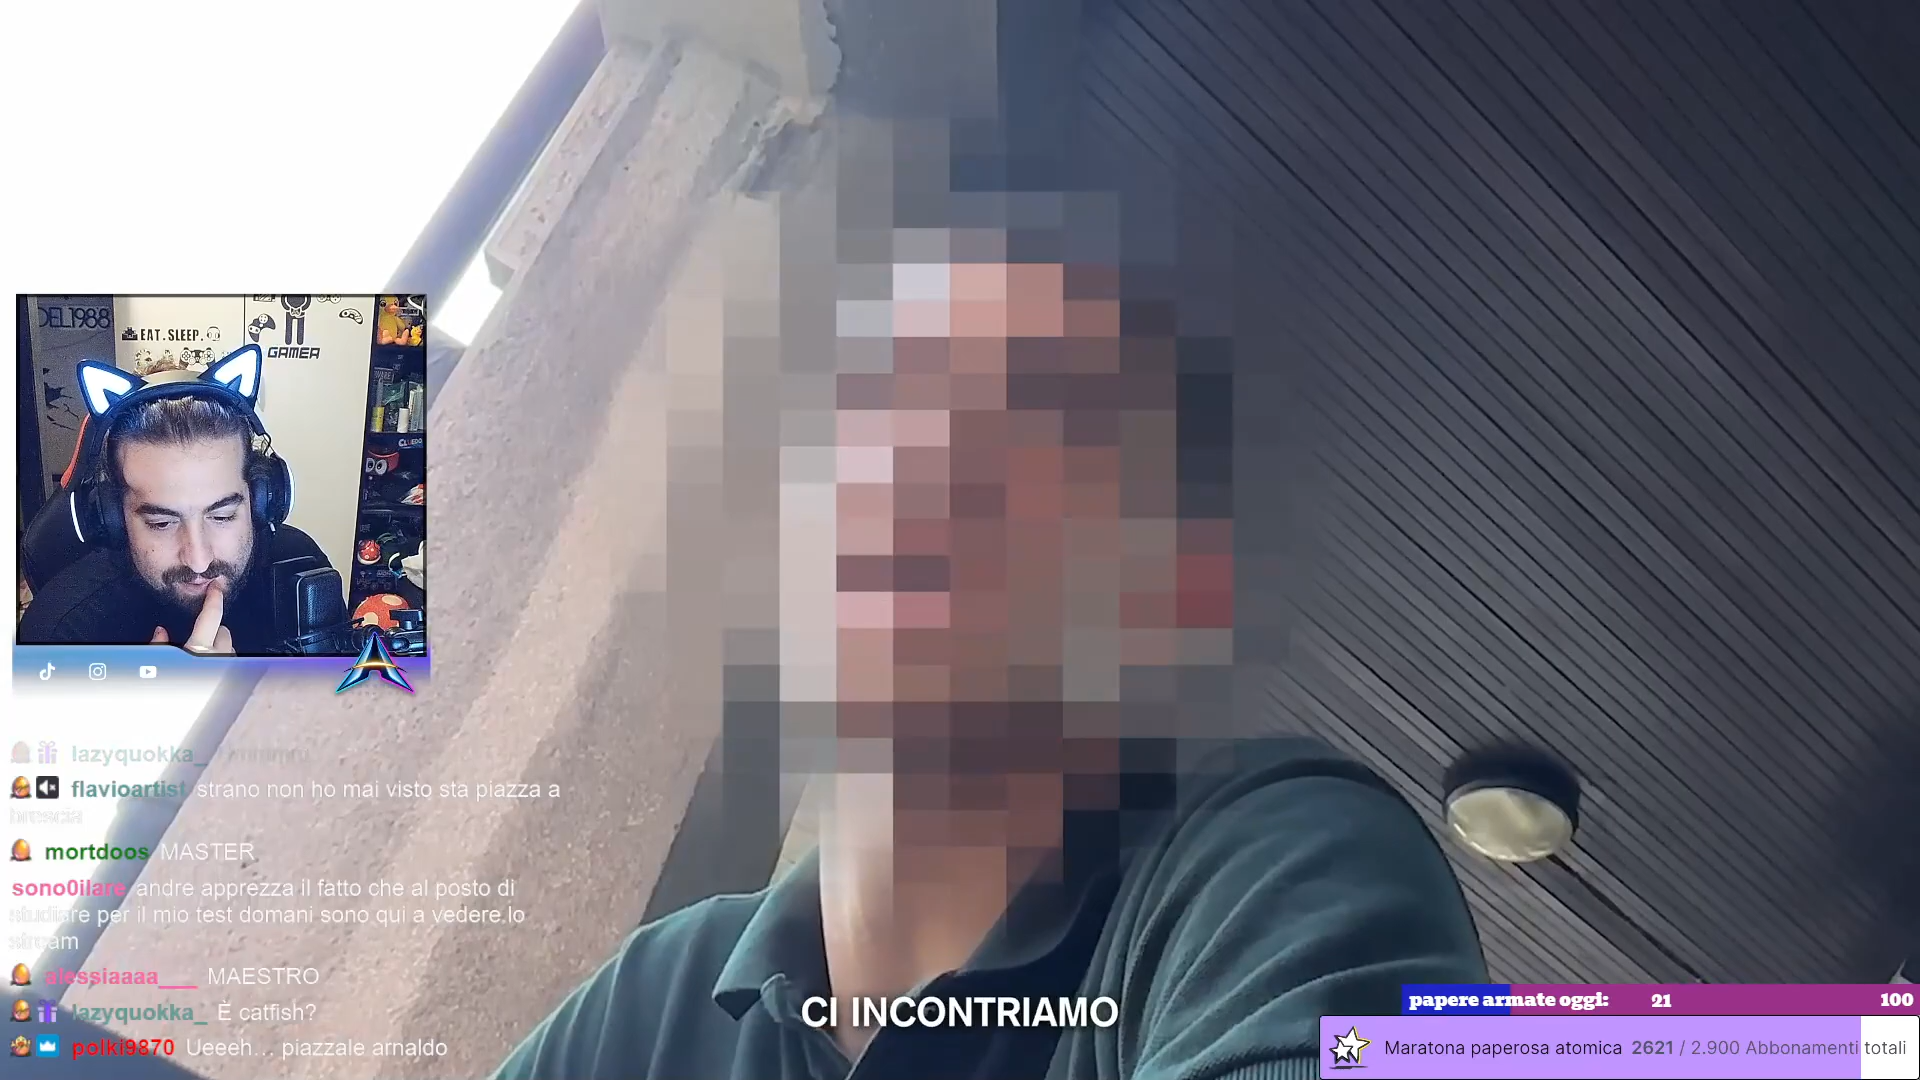 DEL1988
EAT.SLEEP.
GAMER
CLUEDO
lazyquokka_
flavioartist strano non ho mai visto sta piazza a
brescia
mortdoos MASTER
sono0ilare andre apprezza il fatto che al posto di
studiare per il mio test domani sono qui a vedere lo
stream
alessiaaaa___ MAESTRO
lazyquokka_ È catfish?
polki9870 Ueeeh… piazzale arnaldo
CI INCONTRIAMO
papere armate oggi: 21 100
Maratona paperosa atomica 2621 / 2.900 Abbonamenti totali